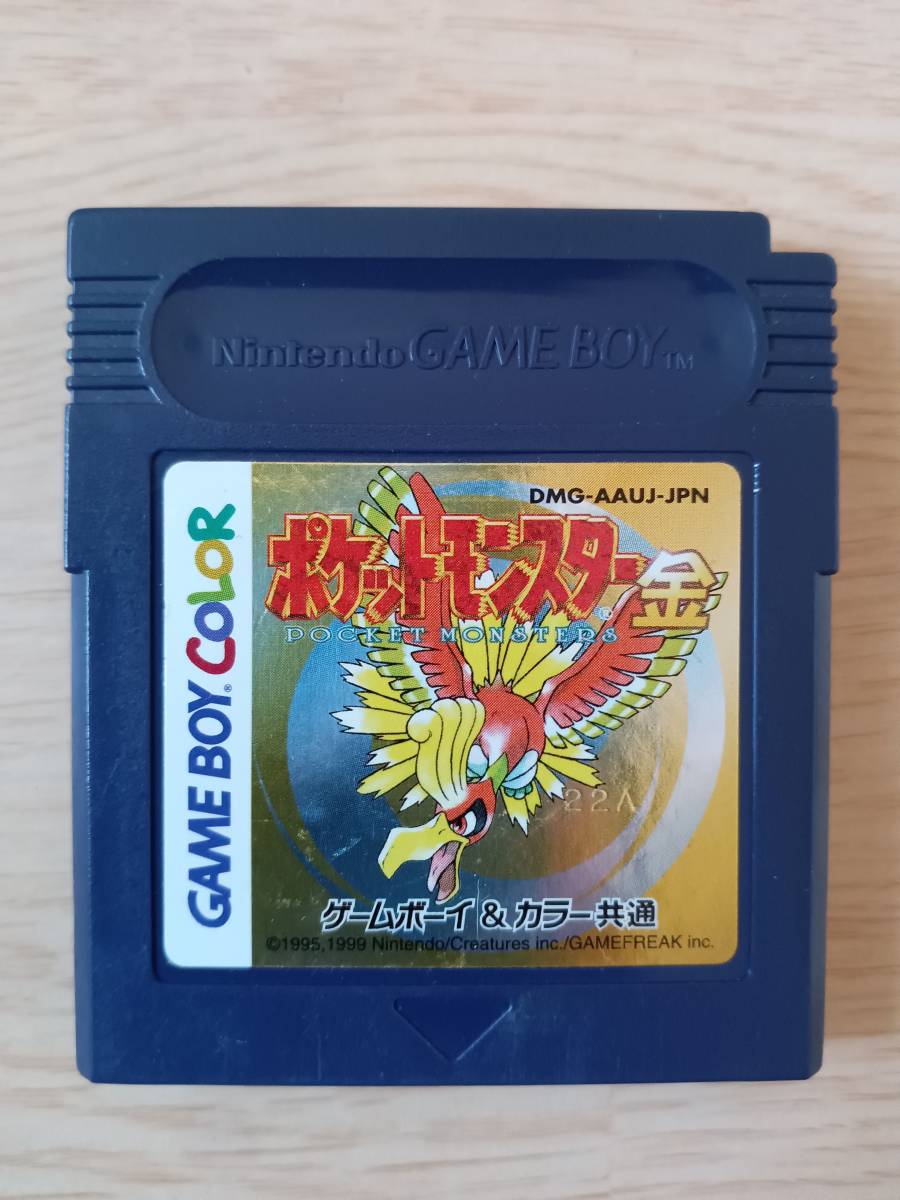 Nintendo GAME BOY™
GAME BOY® COLOR
DMG-AAUJ-JPN
ポケットモンスター®金
POCKET MONSTERS
22A
ゲームボーイ&カラー共通
©1995,1999 Nintendo/Creatures inc./GAMEFREAK inc.